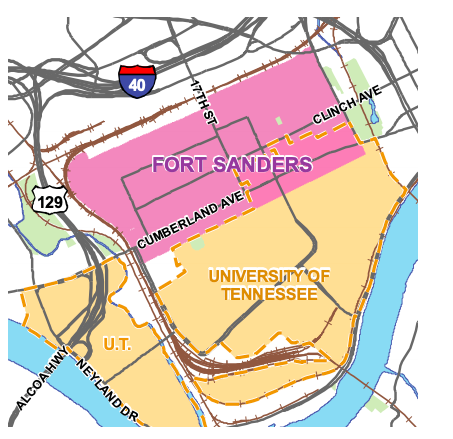 40
17TH ST
CLINCH AVE
FORT SANDERS
129
CUMBERLAND AVE
UNIVERSITY OF
TENNESSEE
U.T.
ALCOA HWY
NEYLAND DR